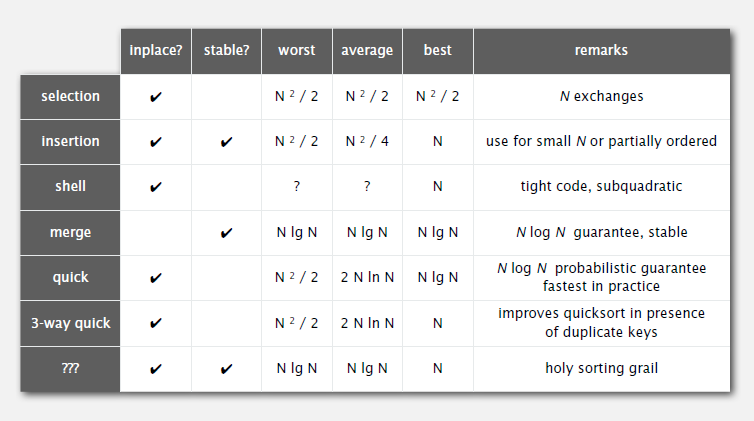 inplace? stable? worst average best remarks
selection ✔ N ² / 2 N ² / 2 N ² / 2 N exchanges
insertion ✔ ✔ N ² / 2 N ² / 4 N use for small N or partially ordered
shell ✔ ? ? N tight code, subquadratic
merge ✔ N lg N N lg N N lg N N log N guarantee, stable
quick ✔ N ² / 2 2 N ln N N lg N N log N probabilistic guarantee
fastest in practice
3-way quick ✔ N ² / 2 2 N ln N N improves quicksort in presence
of duplicate keys
??? ✔ ✔ N lg N N lg N N holy sorting grail